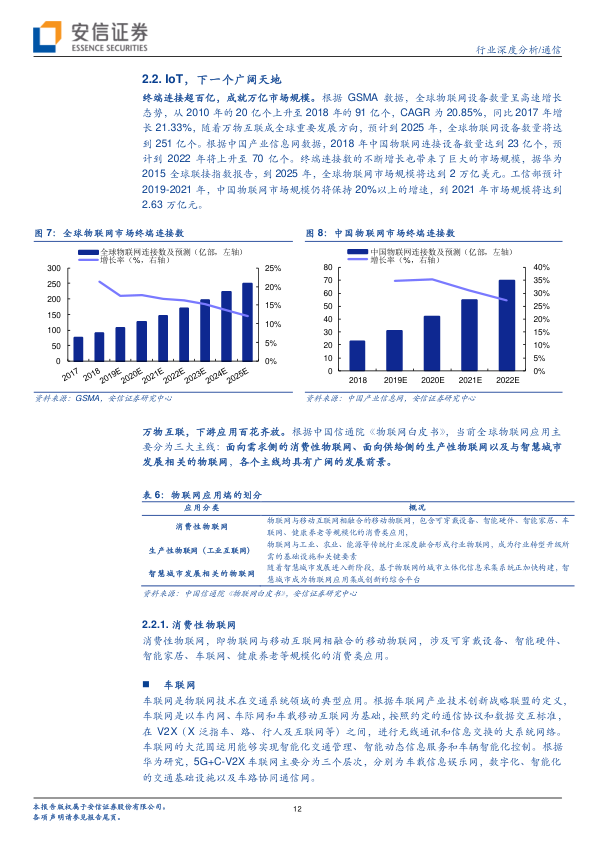 安信证券
ESSENCE SECURITIES
行业深度分析/通信
2.2. IoT，下一个广阔天地
终端连接超百亿，成就万亿市场规模。根据 GSMA 数据，全球物联网设备数量呈高速增长
态势，从 2010 年的 20 亿个上升至 2018 年的 91 亿个，CAGR 为 20.85%，同比 2017 年增
长 21.33%，随着万物互联成全球重要发展方向，预计到 2025 年，全球物联网设备数量将达
到 251 亿个。根据中国产业信息网数据，2018 年中国物联网连接设备数量达到 23 亿个，预
计到 2022 年将上升至 70 亿个。终端连接数的不断增长也带来了巨大的市场规模，据华为
2015 全球联接指数报告，到 2025 年，全球物联网市场规模将达到 2 万亿美元。工信部预计
2019-2021 年，中国物联网市场规模仍将保持 20%以上的增速，到 2021 年市场规模将达到
2.63 万亿元。
图 7：全球物联网市场终端连接数
全球物联网连接数及预测（亿部，左轴）
增长率（%，右轴）
300
250
200
150
100
50
0
25%
20%
15%
10%
5%
0%
2017
2018
2019E
2020E
2021E
2022E
2023E
2024E
2025E
资料来源：GSMA，安信证券研究中心
图 8：中国物联网市场终端连接数
中国物联网连接数及预测（亿部，左轴）
增长率（%，右轴）
80
70
60
50
40
30
20
10
0
40%
35%
30%
25%
20%
15%
10%
5%
0%
2018
2019E
2020E
2021E
2022E
资料来源：中国产业信息网，安信证券研究中心
万物互联，下游应用百花齐放。根据中国信通院《物联网白皮书》，当前全球物联网应用主
要分为三大主线：面向需求侧的消费性物联网、面向供给侧的生产性物联网以及与智慧城市
发展相关的物联网，各个主线均具有广阔的发展前景。
表 6：物联网应用端的划分
应用分类 概况
消费性物联网 物联网与移动互联网相融合的移动物联网，包含可穿戴设备、智能硬件、智能家居、车
联网、健康养老等规模化的消费类应用，
生产性物联网（工业互联网） 物联网与工业、农业、能源等传统行业深度融合形成行业物联网，成为行业转型升级所
需的基础设施和关键要素
智慧城市发展相关的物联网 随着智慧城市发展进入新阶段，基于物联网的城市立体化信息采集系统正加快构建，智
慧城市成为物联网应用集成创新的综合平台
资料来源：中国信通院《物联网白皮书》，安信证券研究中心
2.2.1. 消费性物联网
消费性物联网，即物联网与移动互联网相融合的移动物联网，涉及可穿戴设备、智能硬件、
智能家居、车联网、健康养老等规模化的消费类应用。
■ 车联网
车联网是物联网技术在交通系统领域的典型应用。根据车联网产业技术创新战略联盟的定义，
车联网是以车内网、车际网和车载移动互联网为基础，按照约定的通信协议和数据交互标准，
在 V2X（X 泛指车、路、行人及互联网等）之间，进行无线通讯和信息交换的大系统网络。
车联网的大范围运用能够实现智能化交通管理、智能动态信息服务和车辆智能化控制。根据
华为研究，5G+C-V2X 车联网主要分为三个层次，分别为车载信息娱乐网，数字化、智能化
的交通基础设施以及车路协同通信网。
本报告版权属于安信证券股份有限公司。
各项声明请参见报告尾页。
12